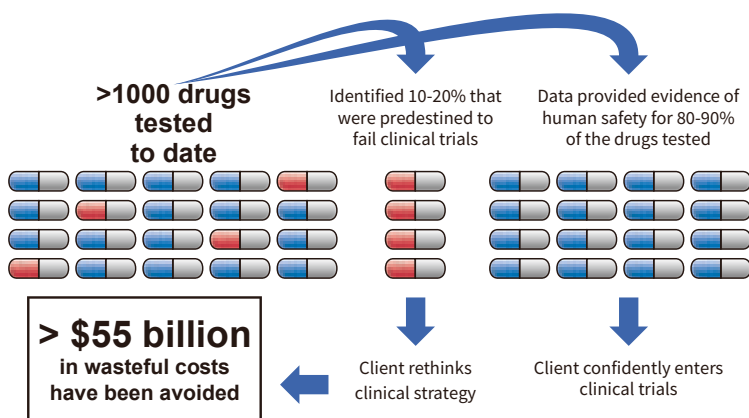 >1000 drugs
tested
to date
Identified 10-20% that
were predestined to
fail clinical trials
Data provided evidence of
human safety for 80-90%
of the drugs tested
> $55 billion
in wasteful costs
have been avoided
Client rethinks
clinical strategy
Client confidently enters
clinical trials